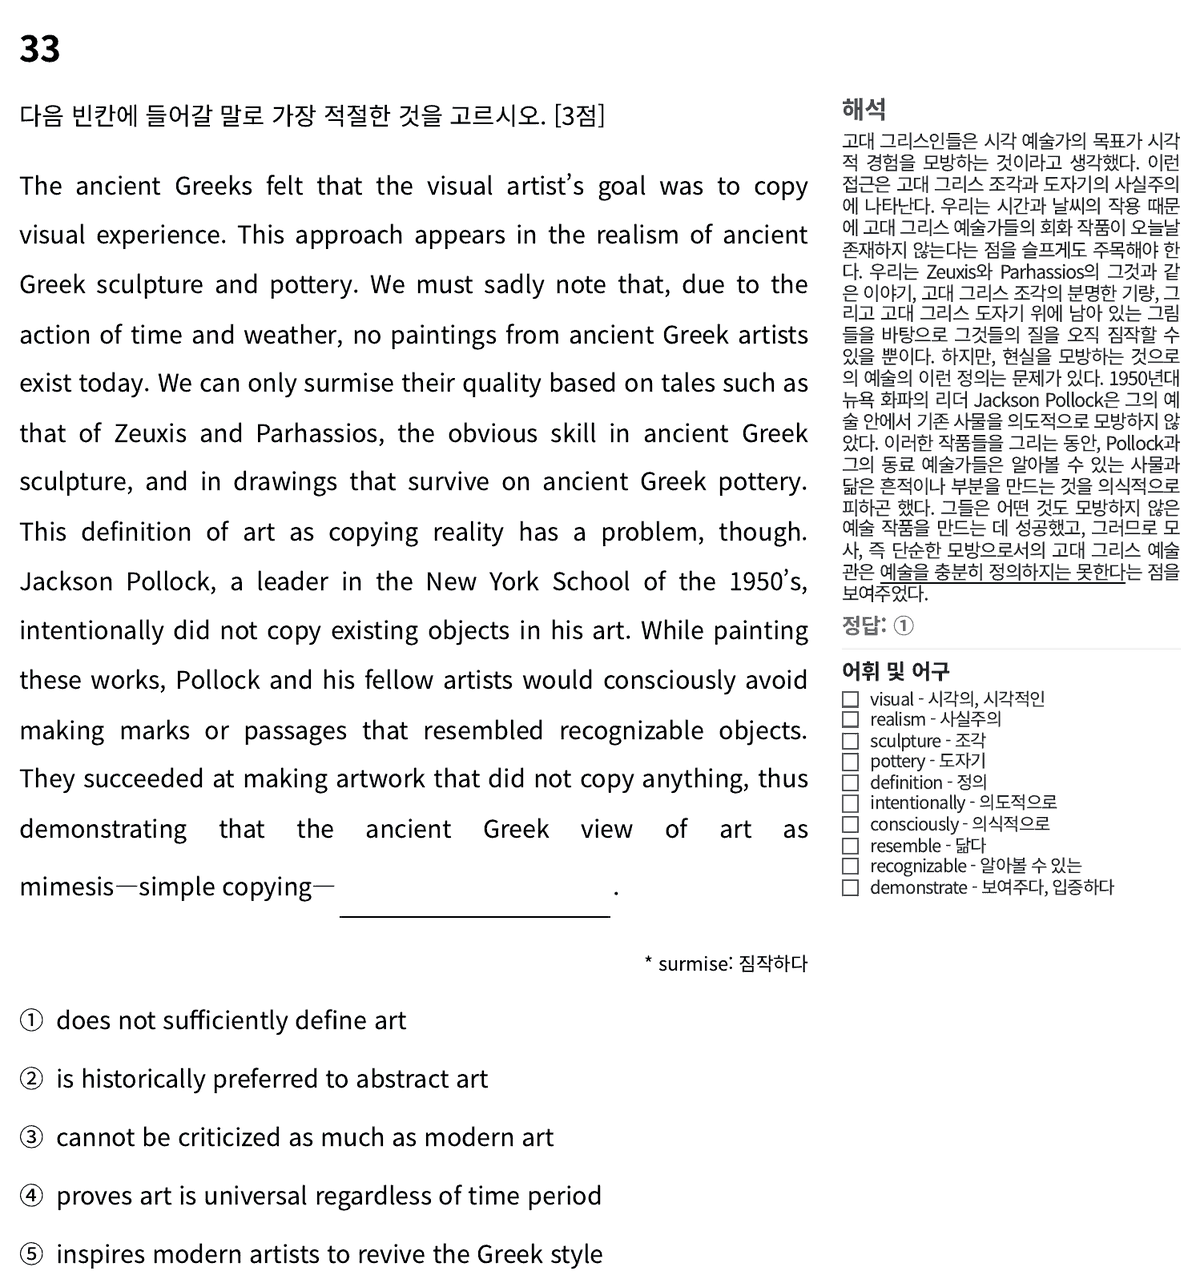 33
다음 빈칸에 들어갈 말로 가장 적절한 것을 고르시오. [3점]
The ancient Greeks felt that the visual artist’s goal was to copy
visual experience. This approach appears in the realism of ancient
Greek sculpture and pottery. We must sadly note that, due to the
action of time and weather, no paintings from ancient Greek artists
exist today. We can only surmise their quality based on tales such as
that of Zeuxis and Parhassios, the obvious skill in ancient Greek
sculpture, and in drawings that survive on ancient Greek pottery.
This definition of art as copying reality has a problem, though.
Jackson Pollock, a leader in the New York School of the 1950’s,
intentionally did not copy existing objects in his art. While painting
these works, Pollock and his fellow artists would consciously avoid
making marks or passages that resembled recognizable objects.
They succeeded at making artwork that did not copy anything, thus
demonstrating that the ancient Greek view of art as
mimesis—simple copying— .
* surmise: 짐작하다
① does not sufficiently define art
② is historically preferred to abstract art
③ cannot be criticized as much as modern art
④ proves art is universal regardless of time period
⑤ inspires modern artists to revive the Greek style
해석
고대 그리스인들은 시각 예술가의 목표가 시각
적 경험을 모방하는 것이라고 생각했다. 이런
접근은 고대 그리스 조각과 도자기의 사실주의
에 나타난다. 우리는 시간과 날씨의 작용 때문
에 고대 그리스 예술가들의 회화 작품이 오늘날
존재하지 않는다는 점을 슬프게도 주목해야 한
다. 우리는 Zeuxis와 Parhassios의 그것과 같
은 이야기, 고대 그리스 조각의 분명한 기량, 그
리고 고대 그리스 도자기 위에 남아 있는 그림
들을 바탕으로 그것들의 질을 오직 짐작할 수
있을 뿐이다. 하지만, 현실을 모방하는 것으로
의 예술의 이런 정의는 문제가 있다. 1950년대
뉴욕 화파의 리더 Jackson Pollock은 그의 예
술 안에서 기존 사물을 의도적으로 모방하지 않
았다. 이러한 작품들을 그리는 동안, Pollock과
그의 동료 예술가들은 알아볼 수 있는 사물과
닮은 흔적이나 부분을 만드는 것을 의식적으로
피하곤 했다. 그들은 어떤 것도 모방하지 않은
예술 작품을 만드는 데 성공했고, 그러므로 모
사, 즉 단순한 모방으로서의 고대 그리스 예술
관은 예술을 충분히 정의하지는 못한다는 점을
보여주었다.
정답: ①
어휘 및 어구
visual - 시각의, 시각적인
realism - 사실주의
sculpture - 조각
pottery - 도자기
definition - 정의
intentionally - 의도적으로
consciously - 의식적으로
resemble - 닮다
recognizable - 알아볼 수 있는
demonstrate - 보여주다, 입증하다